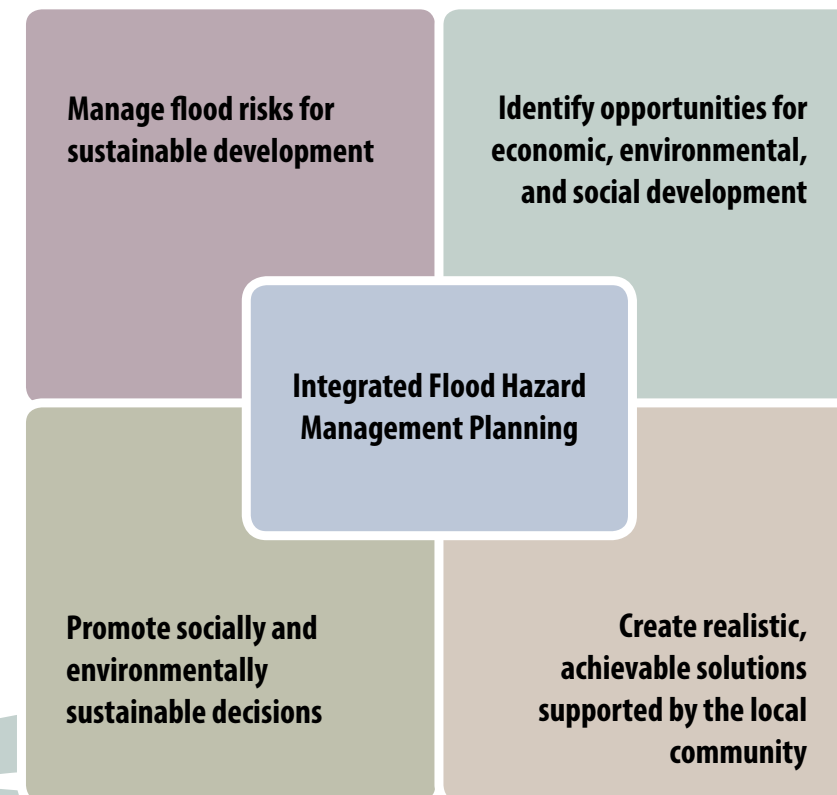 Manage flood risks for
sustainable development
Identify opportunities for
economic, environmental,
and social development
Integrated Flood Hazard
Management Planning
Promote socially and
environmentally
sustainable decisions
Create realistic,
achievable solutions
supported by the local
community